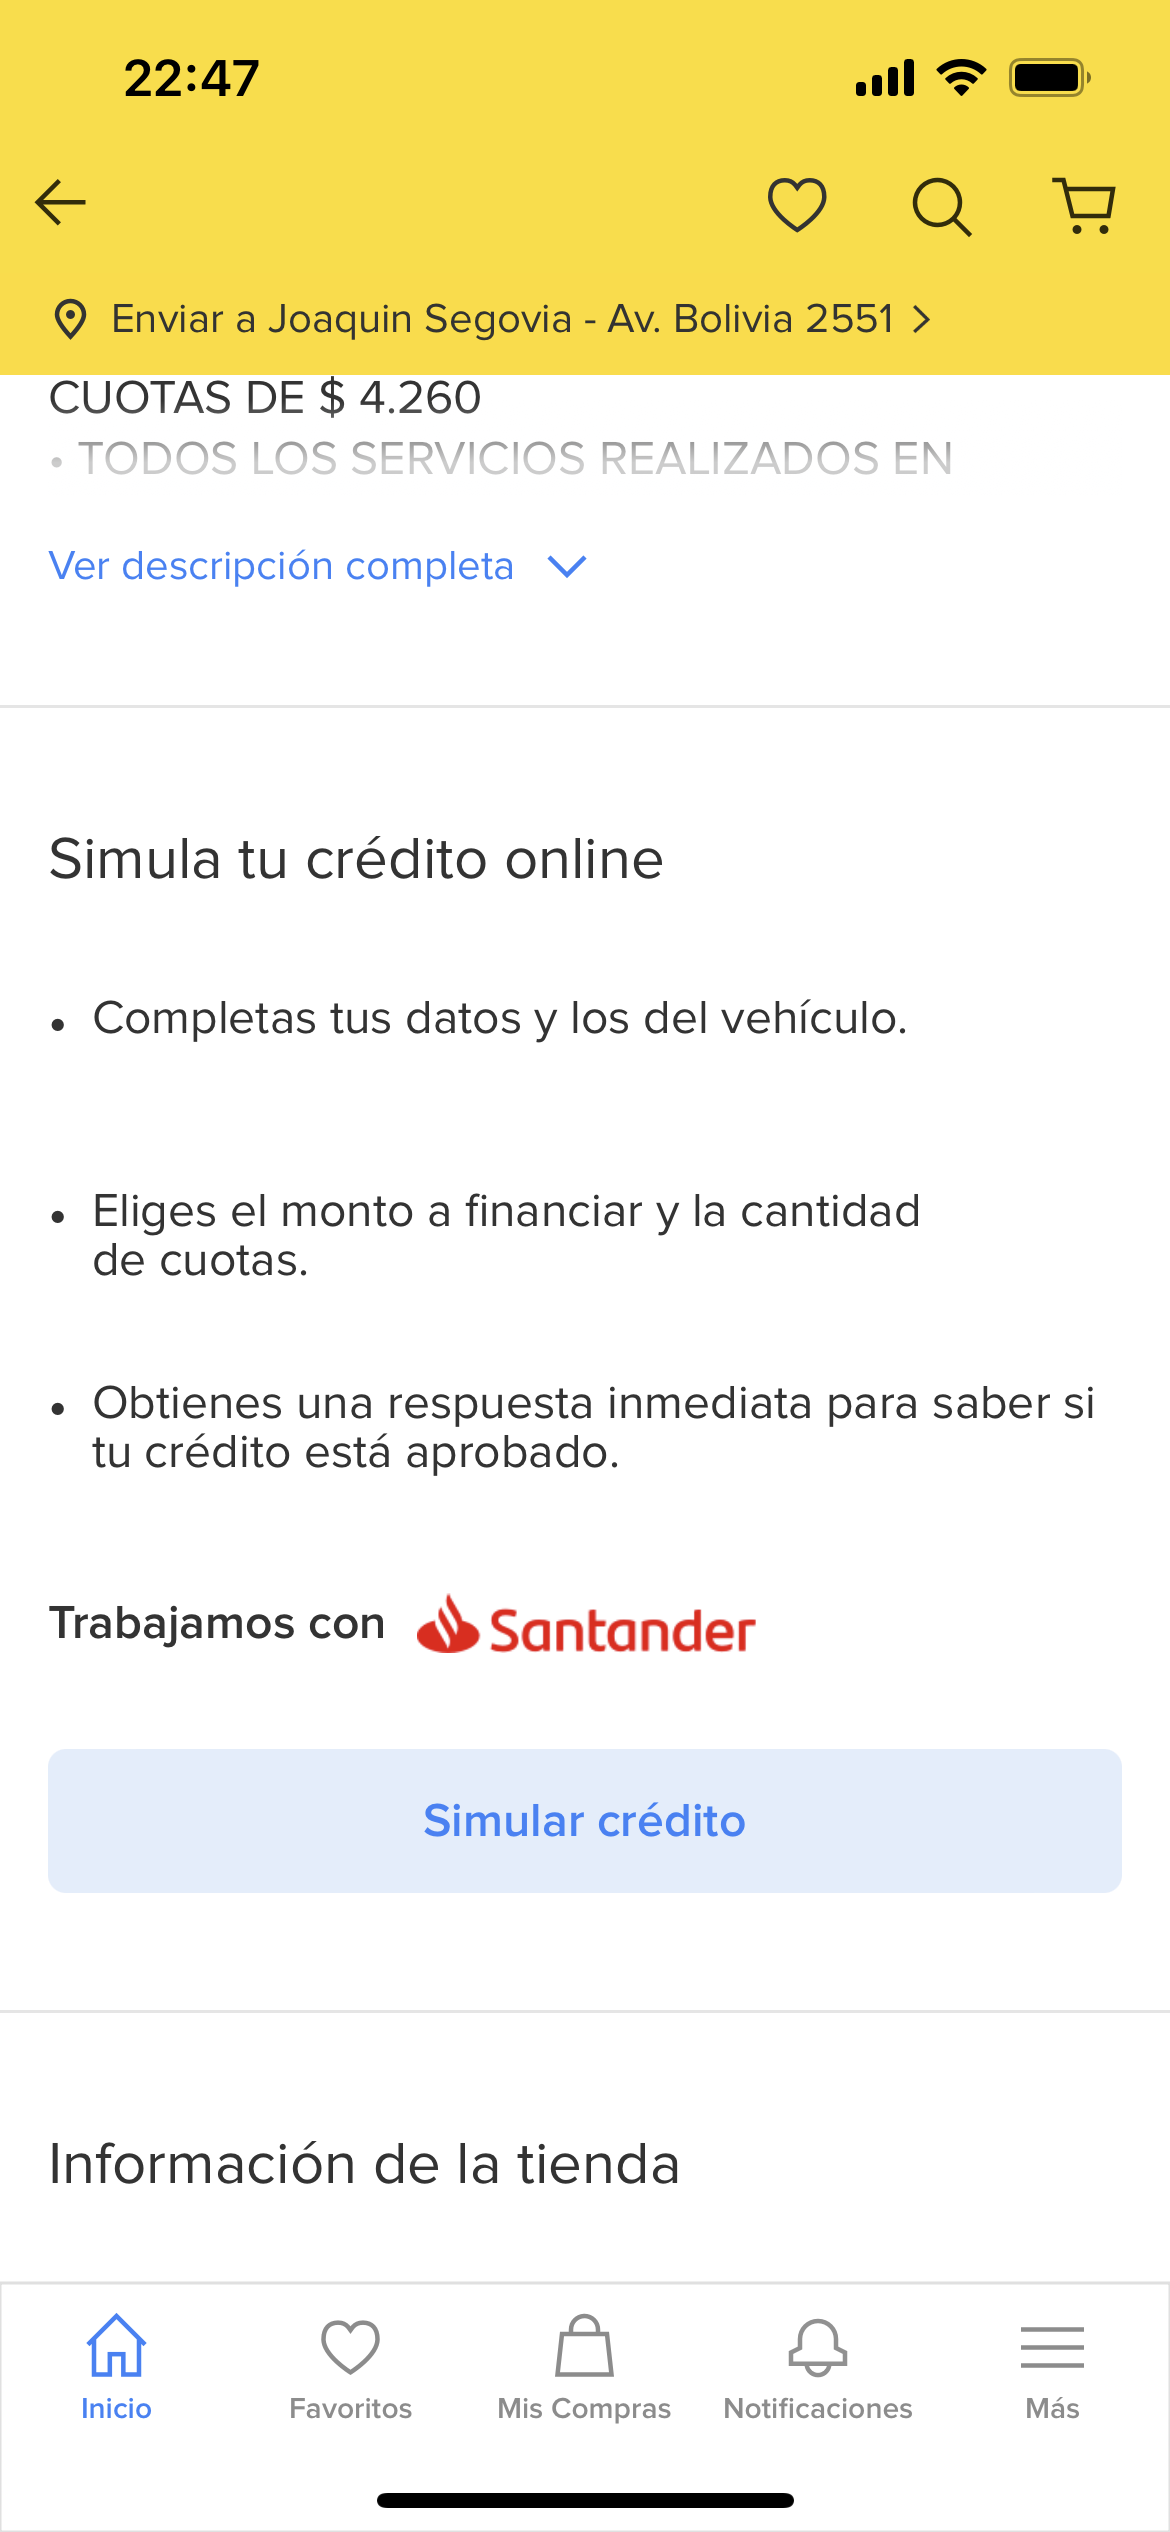 22:47
Enviar a Joaquin Segovia - Av. Bolivia 2551
CUOTAS DE $ 4.260
• TODOS LOS SERVICIOS REALIZADOS EN
Ver descripción completa
Simula tu crédito online
• Completas tus datos y los del vehículo.
• Eliges el monto a financiar y la cantidad
de cuotas.
• Obtienes una respuesta inmediata para saber si
tu crédito está aprobado.
Trabajamos con Santander
Simular crédito
Información de la tienda
Inicio Favoritos Mis Compras Notificaciones Más